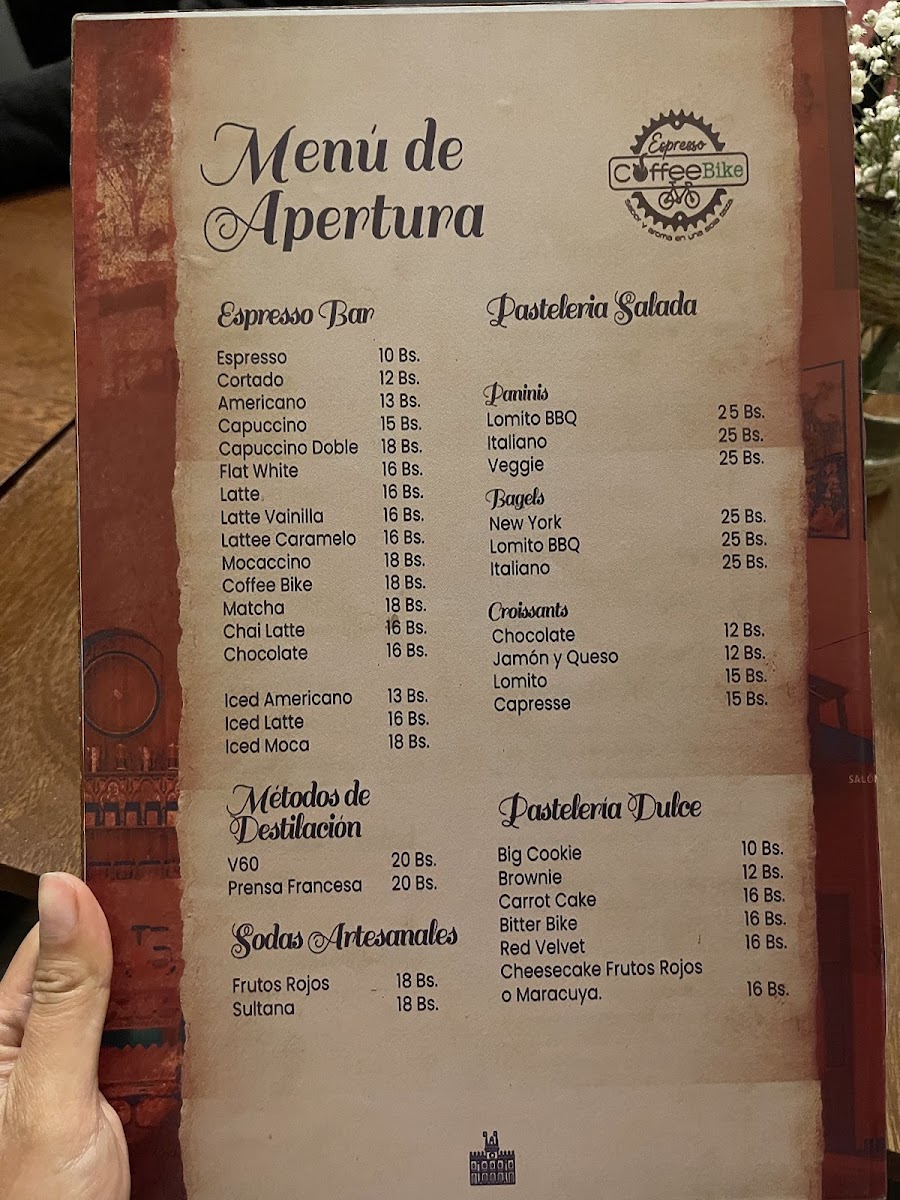 Menú de
Apertura
Espresso
CoffeeBike
Sabor y aroma en una sola taza
Espresso Bar
Espresso 10 Bs.
Cortado 12 Bs.
Americano 13 Bs.
Capuccino 15 Bs.
Capuccino Doble 18 Bs.
Flat White 16 Bs.
Latte 16 Bs.
Latte Vainilla 16 Bs.
Lattee Caramelo 16 Bs.
Mocaccino 18 Bs.
Coffee Bike 18 Bs.
Matcha 18 Bs.
Chai Latte 16 Bs.
Chocolate 16 Bs.
Iced Americano 13 Bs.
Iced Latte 16 Bs.
Iced Moca 18 Bs.
Métodos de
Destilación
V60 20 Bs.
Prensa Francesa 20 Bs.
Sodas Artesanales
Frutos Rojos 18 Bs.
Sultana 18 Bs.
Pasteleria Salada
Paninis
Lomito BBQ 25 Bs.
Italiano 25 Bs.
Veggie 25 Bs.
Bagels
New York 25 Bs.
Lomito BBQ 25 Bs.
Italiano 25 Bs.
Croissants
Chocolate 12 Bs.
Jamón y Queso 12 Bs.
Lomito 15 Bs.
Capresse 15 Bs.
Pastelería Dulce
Big Cookie 10 Bs.
Brownie 12 Bs.
Carrot Cake 16 Bs.
Bitter Bike 16 Bs.
Red Velvet 16 Bs.
Cheesecake Frutos Rojos
o Maracuya. 16 Bs.